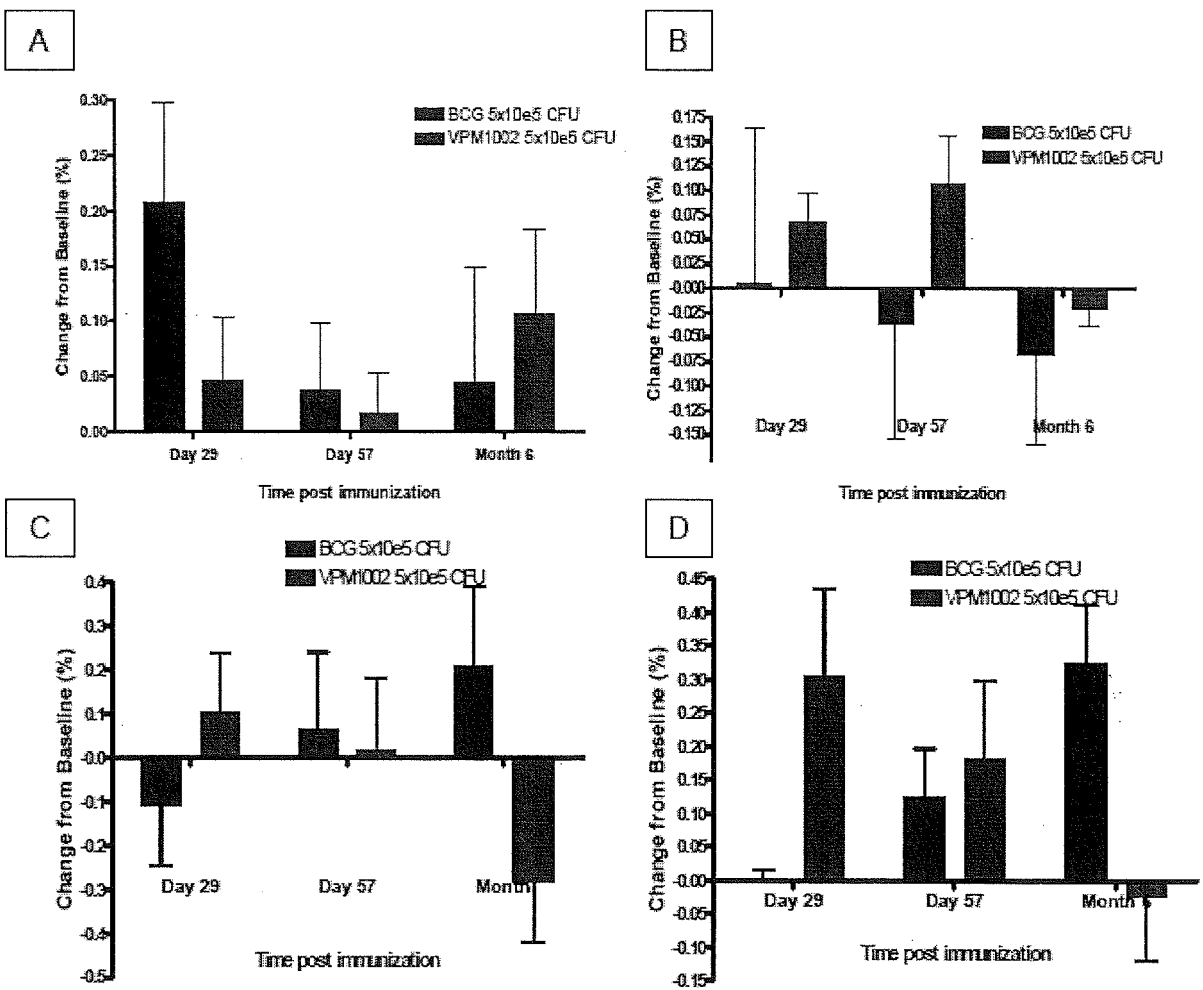 A
0.30
0.25
0.20
0.15
0.10
0.05
0.00
Change from Baseline (%)
BCG 5x10e5 CFU
VPM1002 5x10e5 CFU
Day 29
Day 57
Month 6
Time post immunization
B
0.175
0.150
0.125
0.100
0.075
0.050
0.025
-0.000
-0.025
-0.050
-0.075
-0.100
-0.125
-0.150
Change from Baseline (%)
BCG 5x10e5 CFU
VPM1002 5x10e5 CFU
Day 29
Day 57
Month 6
Time post immunization
C
BCG 5x10e5 CFU
VPM1002 5x10e5 CFU
0.4
0.3
0.2
0.1
-0.0
-0.1
-0.2
-0.3
-0.4
-0.5
Change from Baseline (%)
Day 29
Day 57
Month
Time post immunization
D
BCG 5x10e5 CFU
VPM1002 5x10e5 CFU
0.45
0.40
0.35
0.30
0.25
0.20
0.15
0.10
0.05
-0.00
-0.05
-0.10
-0.15
Change from Baseline (%)
Day 29
Day 57
Month 6
Time post immunization